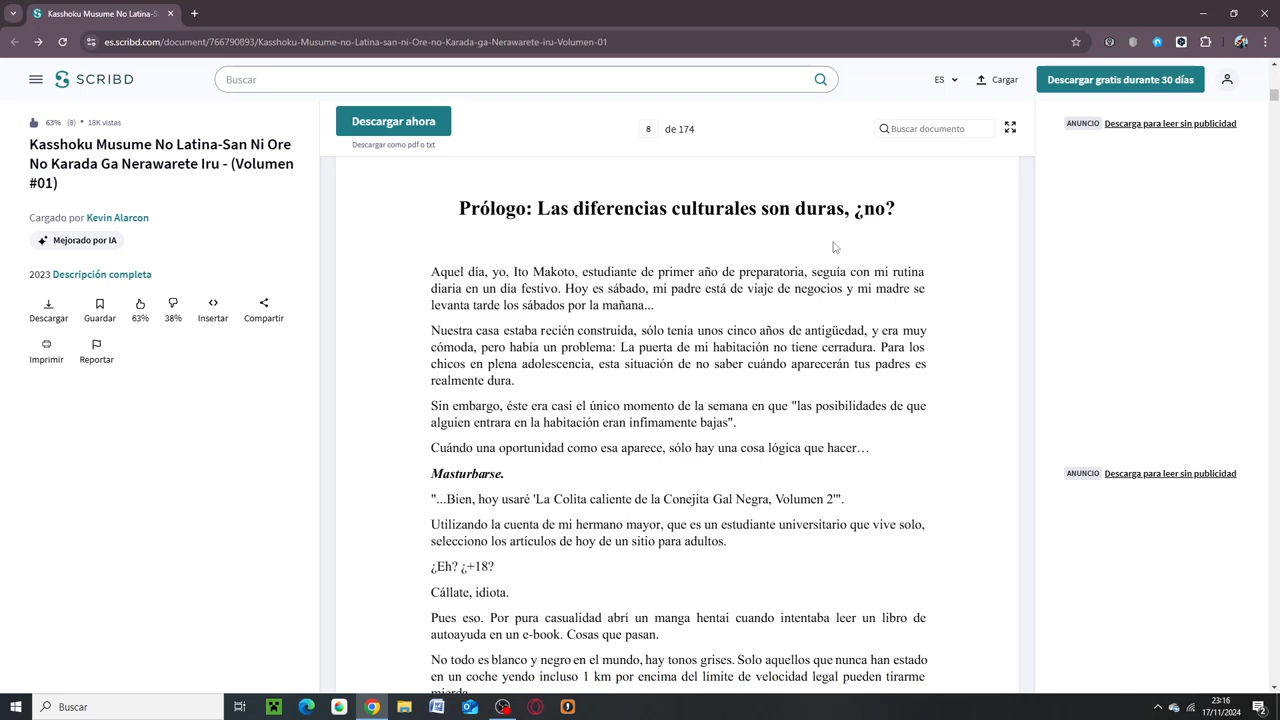 Kasshoku Musume No Latina-S
es.scribd.com/document/766790893/Kasshoku-Musume-no-Latina-san-ni-Ore-no-Karada-ga-Nerawarete-iru-Volumen-01
SCRIBD
Buscar
ES
Cargar
Descargar gratis durante 30 días
63% (8) • 18K vistas
Kasshoku Musume No Latina-San Ni Ore
No Karada Ga Nerawarete Iru - (Volumen
#01)
Cargado por Kevin Alarcon
Mejorado por IA
2023 Descripción completa
Descargar
Guardar
63%
38%
Insertar
Compartir
Imprimir
Reportar
Descargar ahora
Descargar como pdf o txt
8 de 174
Buscar documento
Prólogo: Las diferencias culturales son duras, ¿no?
Aquel día, yo, Ito Makoto, estudiante de primer año de preparatoria, seguía con mi rutina
diaria en un día festivo. Hoy es sábado, mi padre está de viaje de negocios y mi madre se
levanta tarde los sábados por la mañana...
Nuestra casa estaba recién construida, sólo tenía unos cinco años de antigüedad, y era muy
cómoda, pero había un problema: La puerta de mi habitación no tiene cerradura. Para los
chicos en plena adolescencia, esta situación de no saber cuándo aparecerán tus padres es
realmente dura.
Sin embargo, éste era casi el único momento de la semana en que "las posibilidades de que
alguien entrara en la habitación eran ínfimamente bajas".
Cuándo una oportunidad como esa aparece, sólo hay una cosa lógica que hacer…
Masturbarse.
"...Bien, hoy usaré 'La Colita caliente de la Conejita Gal Negra, Volumen 2'".
Utilizando la cuenta de mi hermano mayor, que es un estudiante universitario que vive solo,
selecciono los artículos de hoy de un sitio para adultos.
¿Eh? ¿+18?
Cállate, idiota.
Pues eso. Por pura casualidad abrí un manga hentai cuando intentaba leer un libro de
autoayuda en un e-book. Cosas que pasan.
No todo es blanco y negro en el mundo, hay tonos grises. Solo aquellos que nunca han estado
en un coche yendo incluso 1 km por encima del límite de velocidad legal pueden tirarme
mierda.
ANUNCIO Descarga para leer sin publicidad
ANUNCIO Descarga para leer sin publicidad
Buscar
23:16
17/11/2024
2